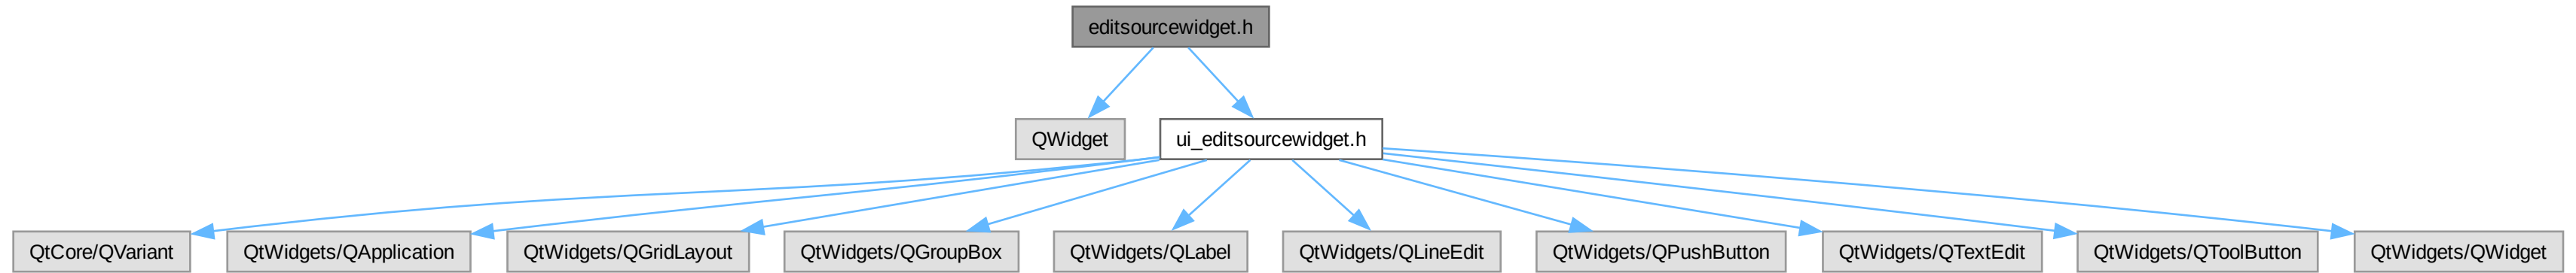 editsourcewidget.h
QWidget
ui_editsourcewidget.h
QtCore/QVariant
QtWidgets/QApplication
QtWidgets/QGridLayout
QtWidgets/QGroupBox
QtWidgets/QLabel
QtWidgets/QLineEdit
QtWidgets/QPushButton
QtWidgets/QTextEdit
QtWidgets/QToolButton
QtWidgets/QWidget